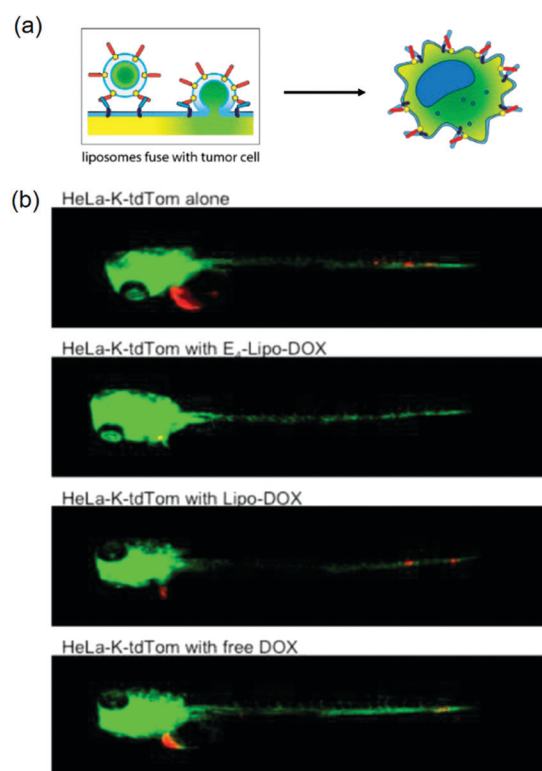 (a)
liposomes fuse with tumor cell
(b)
HeLa-K-tdTom alone
HeLa-K-tdTom with E₄-Lipo-DOX
HeLa-K-tdTom with Lipo-DOX
HeLa-K-tdTom with free DOX